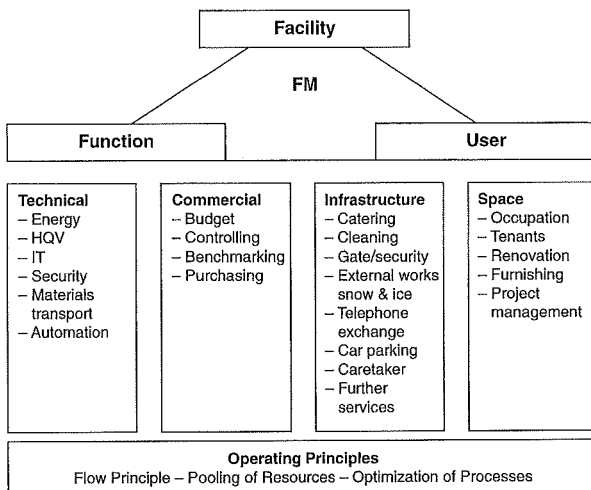 Facility
FM
Function
User
Technical
– Energy
– HQV
– IT
– Security
– Materials
transport
– Automation
Commercial
– Budget
– Controlling
– Benchmarking
– Purchasing
Infrastructure
– Catering
– Cleaning
– Gate/security
– External works
snow & ice
– Telephone
exchange
– Car parking
– Caretaker
– Further
services
Space
– Occupation
– Tenants
– Renovation
– Furnishing
– Project
management
Operating Principles
Flow Principle – Pooling of Resources – Optimization of Processes